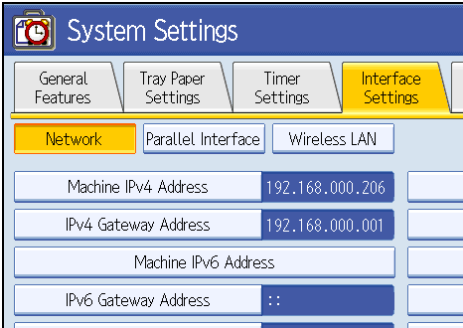 System Settings
General
Features
Tray Paper
Settings
Timer
Settings
Interface
Settings
Network
Parallel Interface
Wireless LAN
Machine IPv4 Address
192.168.000.206
IPv4 Gateway Address
192.168.000.001
Machine IPv6 Address
IPv6 Gateway Address
::